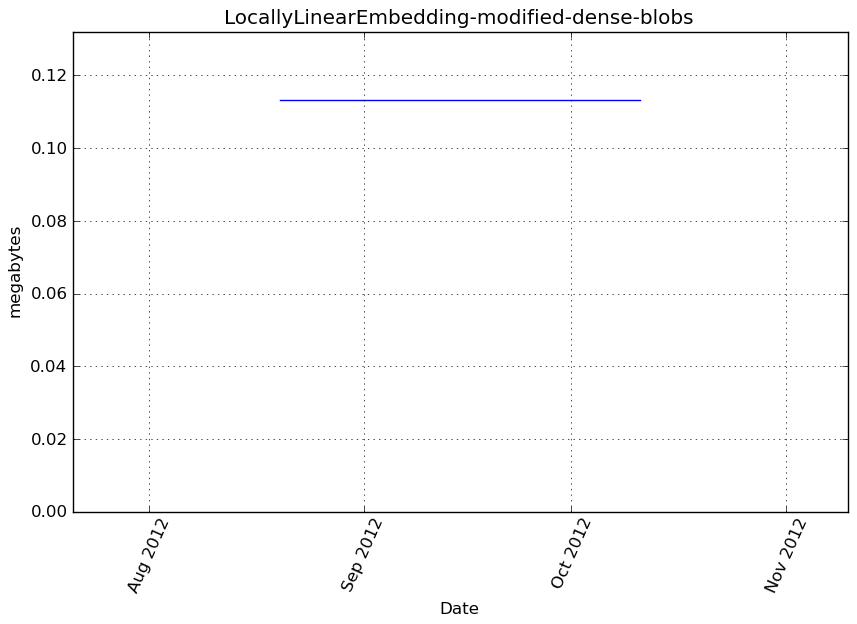 LocallyLinearEmbedding-modified-dense-blobs
megabytes
0.12
0.10
0.08
0.06
0.04
0.02
0.00
Aug 2012
Sep 2012
Oct 2012
Nov 2012
Date